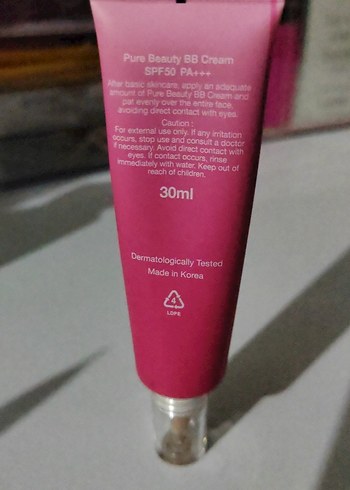 Pure Beauty BB Cream
SPF50 PA+++
After basic skincare, apply an adequate
amount of Pure Beauty BB Cream and
pat evenly over the entire face,
avoiding direct contact with eyes.
Caution :
For external use only. If any irritation
occurs, stop use and consult a doctor
if necessary. Avoid direct contact with
eyes. If contact occurs, rinse
immediately with water. Keep out of
reach of children.
30ml
Dermatologically Tested
Made in Korea
4
LDPE